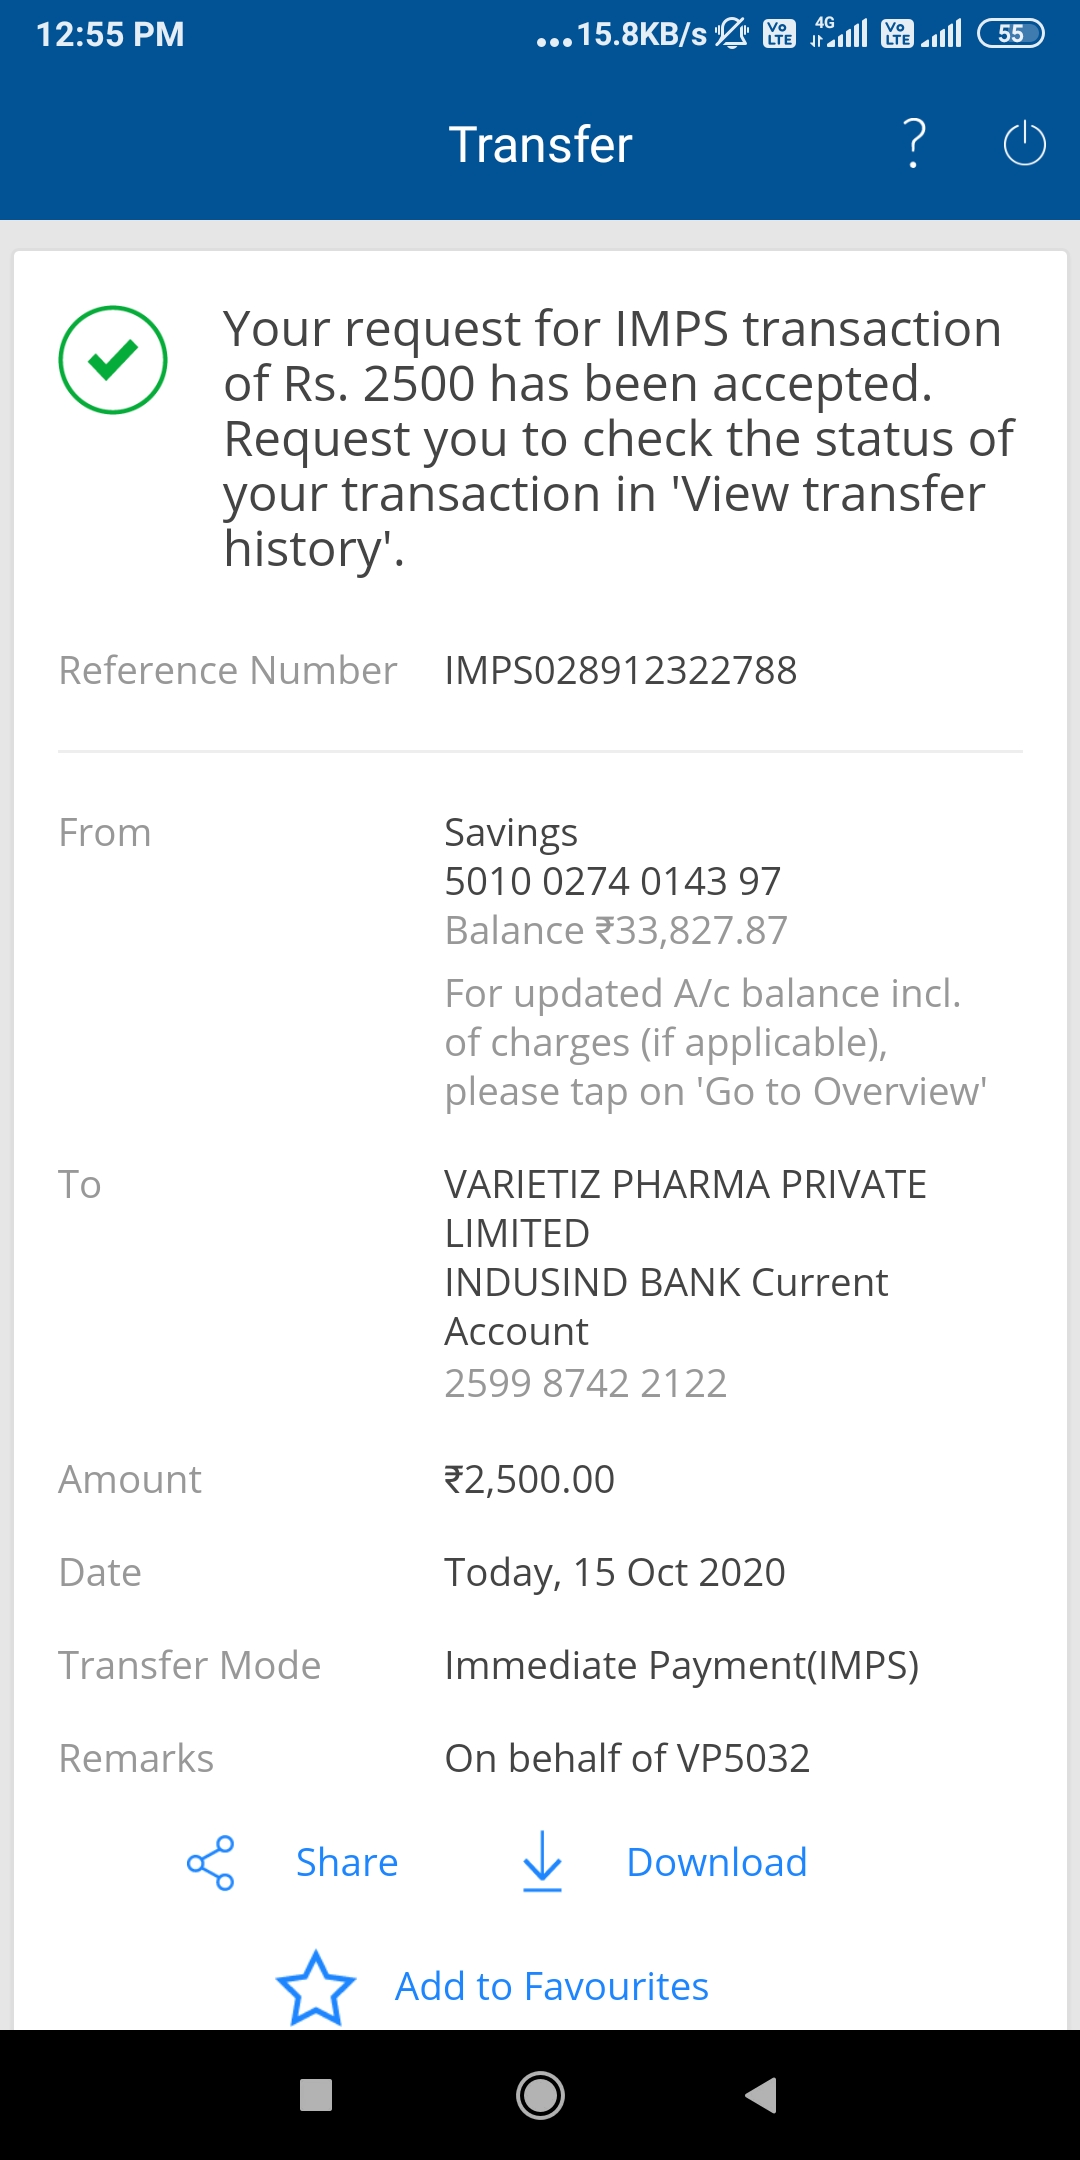 12:55 PM
...15.8KB/s Vo LTE 4G Vo LTE 55
Transfer
?
Your request for IMPS transaction
of Rs. 2500 has been accepted.
Request you to check the status of
your transaction in 'View transfer
history'.
Reference Number IMPS028912322788
From Savings
5010 0274 0143 97
Balance ₹33,827.87
For updated A/c balance incl.
of charges (if applicable),
please tap on 'Go to Overview'
To VARIETIZ PHARMA PRIVATE
LIMITED
INDUSIND BANK Current
Account
2599 8742 2122
Amount ₹2,500.00
Date Today, 15 Oct 2020
Transfer Mode Immediate Payment(IMPS)
Remarks On behalf of VP5032
Share Download
Add to Favourites